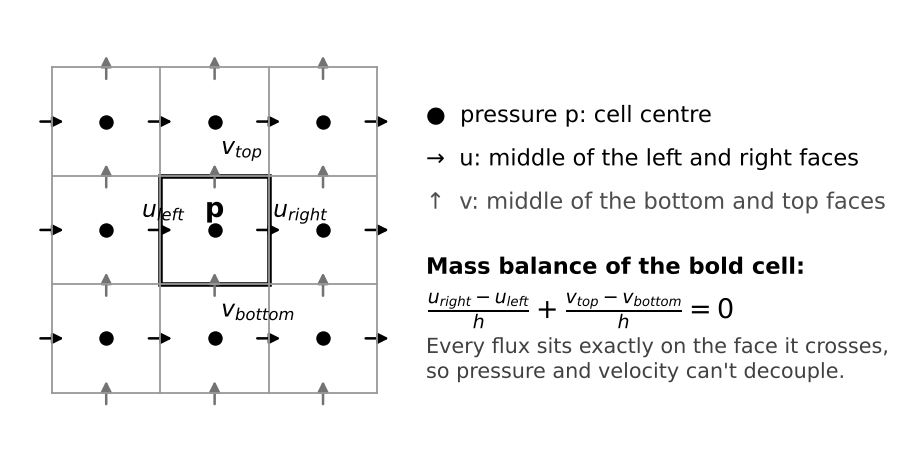 v_top
u_left p u_right
v_bottom
● pressure p: cell centre
→ u: middle of the left and right faces
↑ v: middle of the bottom and top faces
Mass balance of the bold cell:
(u_right − u_left)/h + (v_top − v_bottom)/h = 0
Every flux sits exactly on the face it crosses,
so pressure and velocity can't decouple.